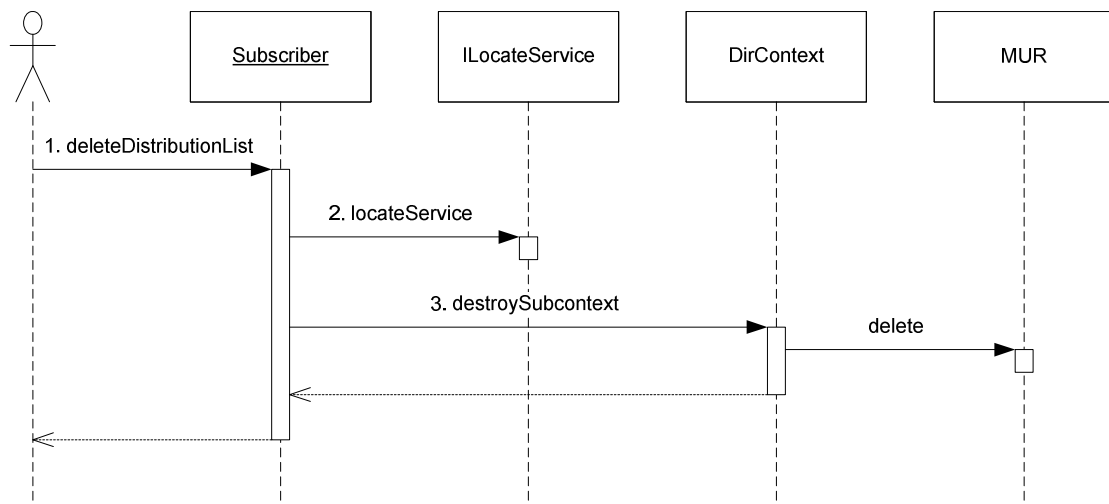 Subscriber
ILocateService
DirContext
MUR
1. deleteDistributionList
2. locateService
3. destroySubcontext
delete